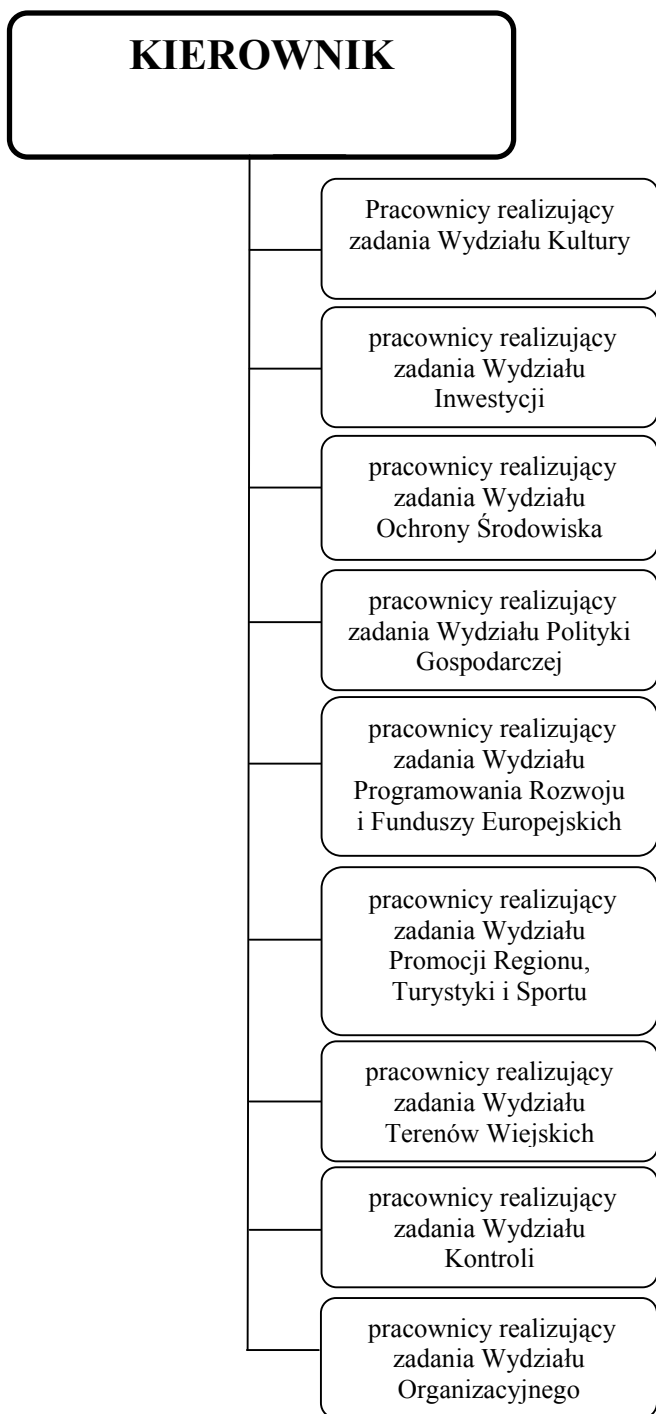 KIEROWNIK
Pracownicy realizujący
zadania Wydziału Kultury
pracownicy realizujący
zadania Wydziału
Inwestycji
pracownicy realizujący
zadania Wydziału
Ochrony Środowiska
pracownicy realizujący
zadania Wydziału Polityki
Gospodarczej
pracownicy realizujący
zadania Wydziału
Programowania Rozwoju
i Funduszy Europejskich
pracownicy realizujący
zadania Wydziału
Promocji Regionu,
Turystyki i Sportu
pracownicy realizujący
zadania Wydziału
Terenów Wiejskich
pracownicy realizujący
zadania Wydziału
Kontroli
pracownicy realizujący
zadania Wydziału
Organizacyjnego